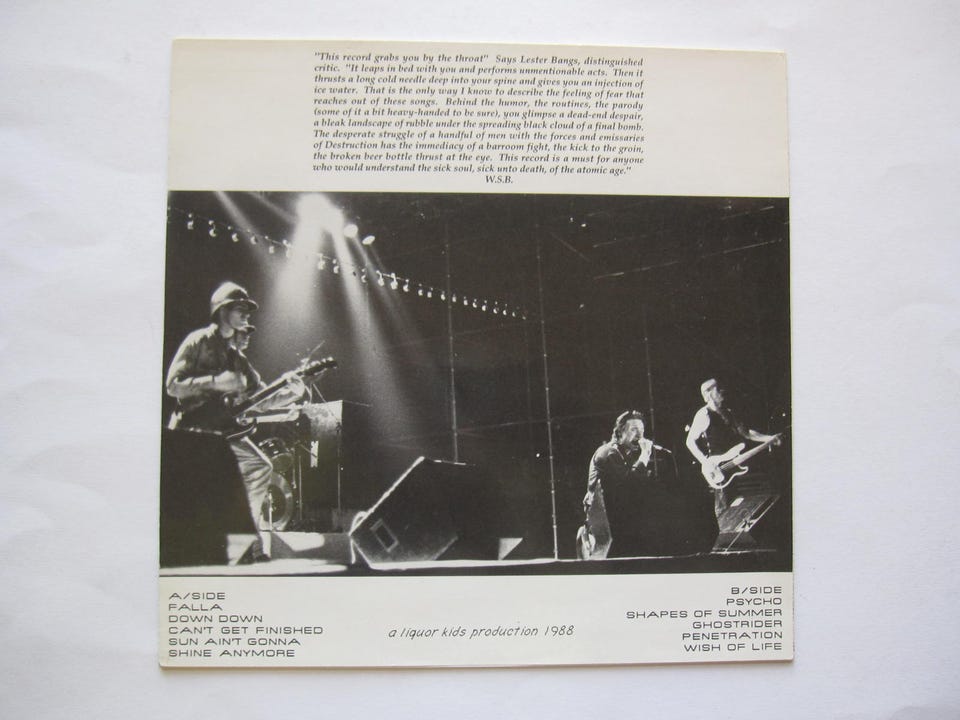 "This record grabs you by the throat" Says Lester Bangs, distinguished
critic. "It leaps in bed with you and performs unmentionable acts. Then it
thrusts a long cold needle deep into your spine and gives you an injection of
ice water. That is the only way I know to describe the feeling of fear that
reaches out of these songs. Behind the humor, the routines, the parody
(some of it a bit heavy-handed to be sure), you glimpse a dead-end despair,
a bleak landscape of rubble under the spreading black cloud of a final bomb.
The desperate struggle of a handful of men with the forces and emissaries
of Destruction has the immediacy of a barroom fight, the kick to the groin,
the broken beer bottle thrust at the eye. This record is a must for anyone
who would understand the sick soul, sick unto death, of the atomic age."
W.S.B.
A/SIDE
FALLA
DOWN DOWN
CAN'T GET FINISHED
SUN AIN'T GONNA
SHINE ANYMORE
a liquor kids production 1988
B/SIDE
PSYCHO
SHAPES OF SUMMER
GHOSTRIDER
PENETRATION
WISH OF LIFE